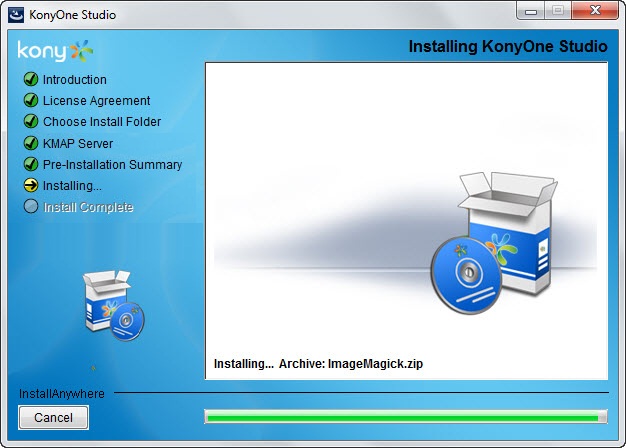 KonyOne Studio
kony
Installing KonyOne Studio
Introduction
License Agreement
Choose Install Folder
KMAP Server
Pre-Installation Summary
Installing...
Install Complete
Installing... Archive: ImageMagick.zip
InstallAnywhere
Cancel